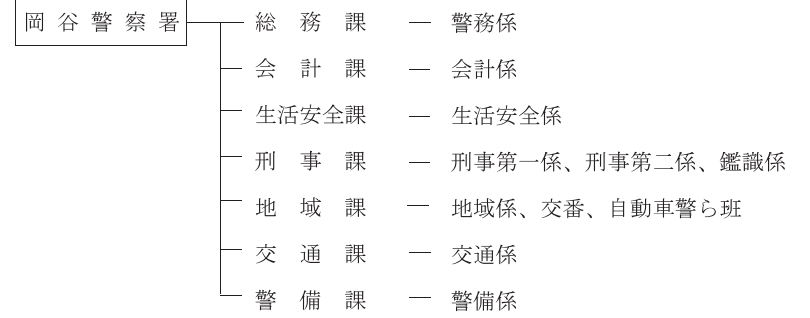 岡谷警察署 総務課 — 警務係
会計課 — 会計係
生活安全課 — 生活安全係
刑事課 — 刑事第一係、刑事第二係、鑑識係
地域課 — 地域係、交番、自動車警ら班
交通課 — 交通係
警備課 — 警備係